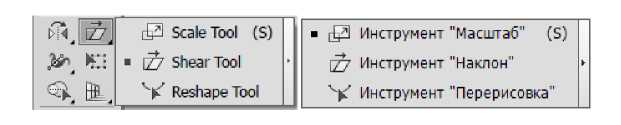 Scale Tool (S)
Shear Tool
Reshape Tool
Инструмент "Масштаб" (S)
Инструмент "Наклон"
Инструмент "Перерисовка"